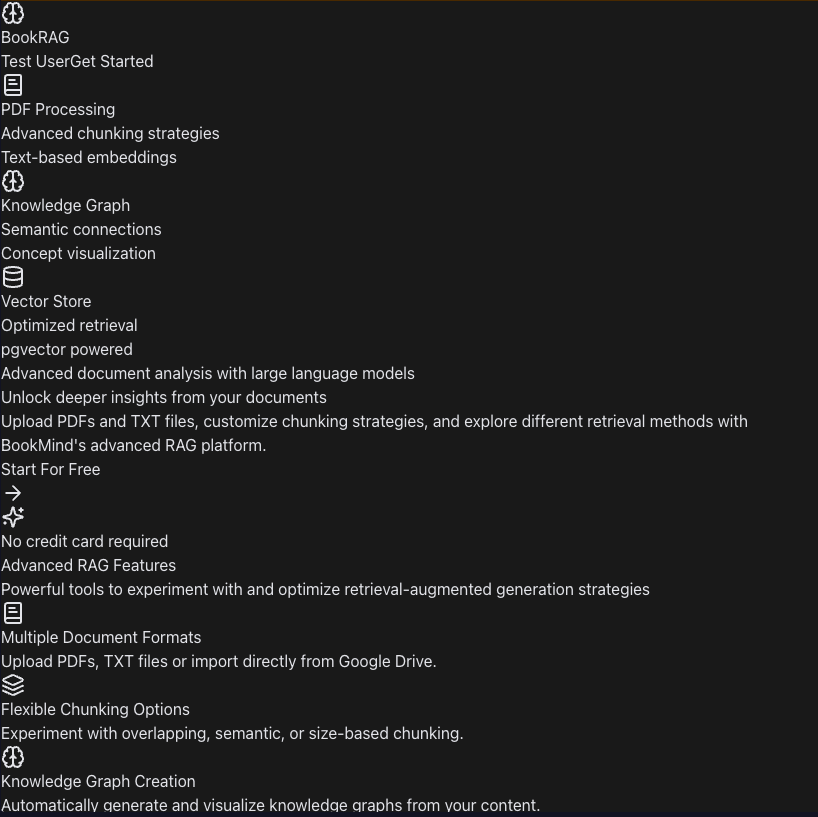 BookRAG
Test UserGet Started
PDF Processing
Advanced chunking strategies
Text-based embeddings
Knowledge Graph
Semantic connections
Concept visualization
Vector Store
Optimized retrieval
pgvector powered
Advanced document analysis with large language models
Unlock deeper insights from your documents
Upload PDFs and TXT files, customize chunking strategies, and explore different retrieval methods with
BookMind's advanced RAG platform.
Start For Free
No credit card required
Advanced RAG Features
Powerful tools to experiment with and optimize retrieval-augmented generation strategies
Multiple Document Formats
Upload PDFs, TXT files or import directly from Google Drive.
Flexible Chunking Options
Experiment with overlapping, semantic, or size-based chunking.
Knowledge Graph Creation
Automatically generate and visualize knowledge graphs from your content.